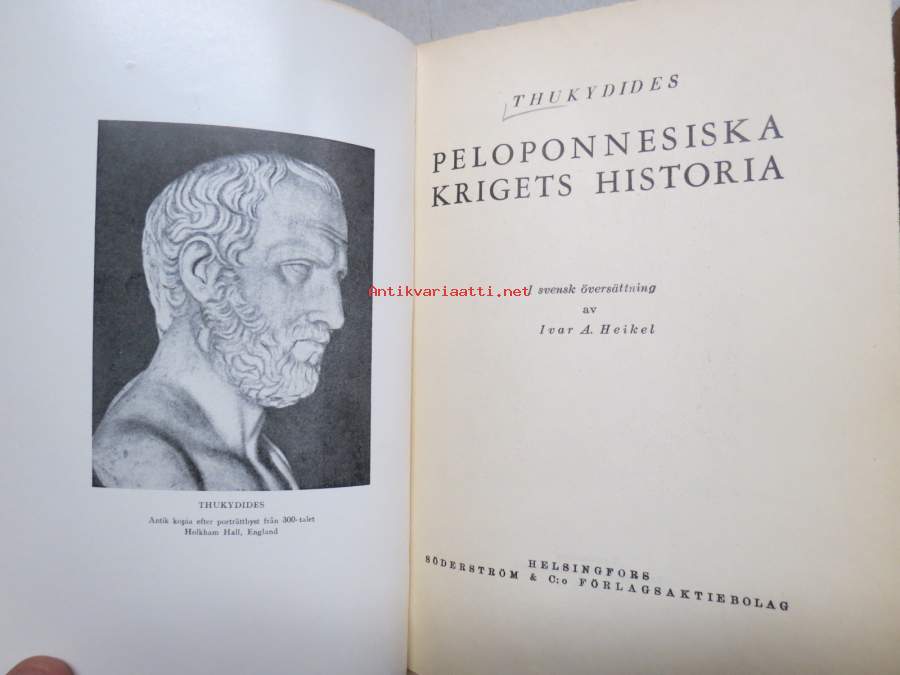 THUKYDIDES
Antik kopia efter porträttbyst från 300-talet
Holkham Hall, England
THUKYDIDES
PELOPONNESISKA
KRIGETS HISTORIA
Antikvariaatti.net
I svensk översättning
av
Ivar A. Heikel
HELSINGFORS
SÖDERSTRÖM & C:o FÖRLAGSAKTIEBOLAG